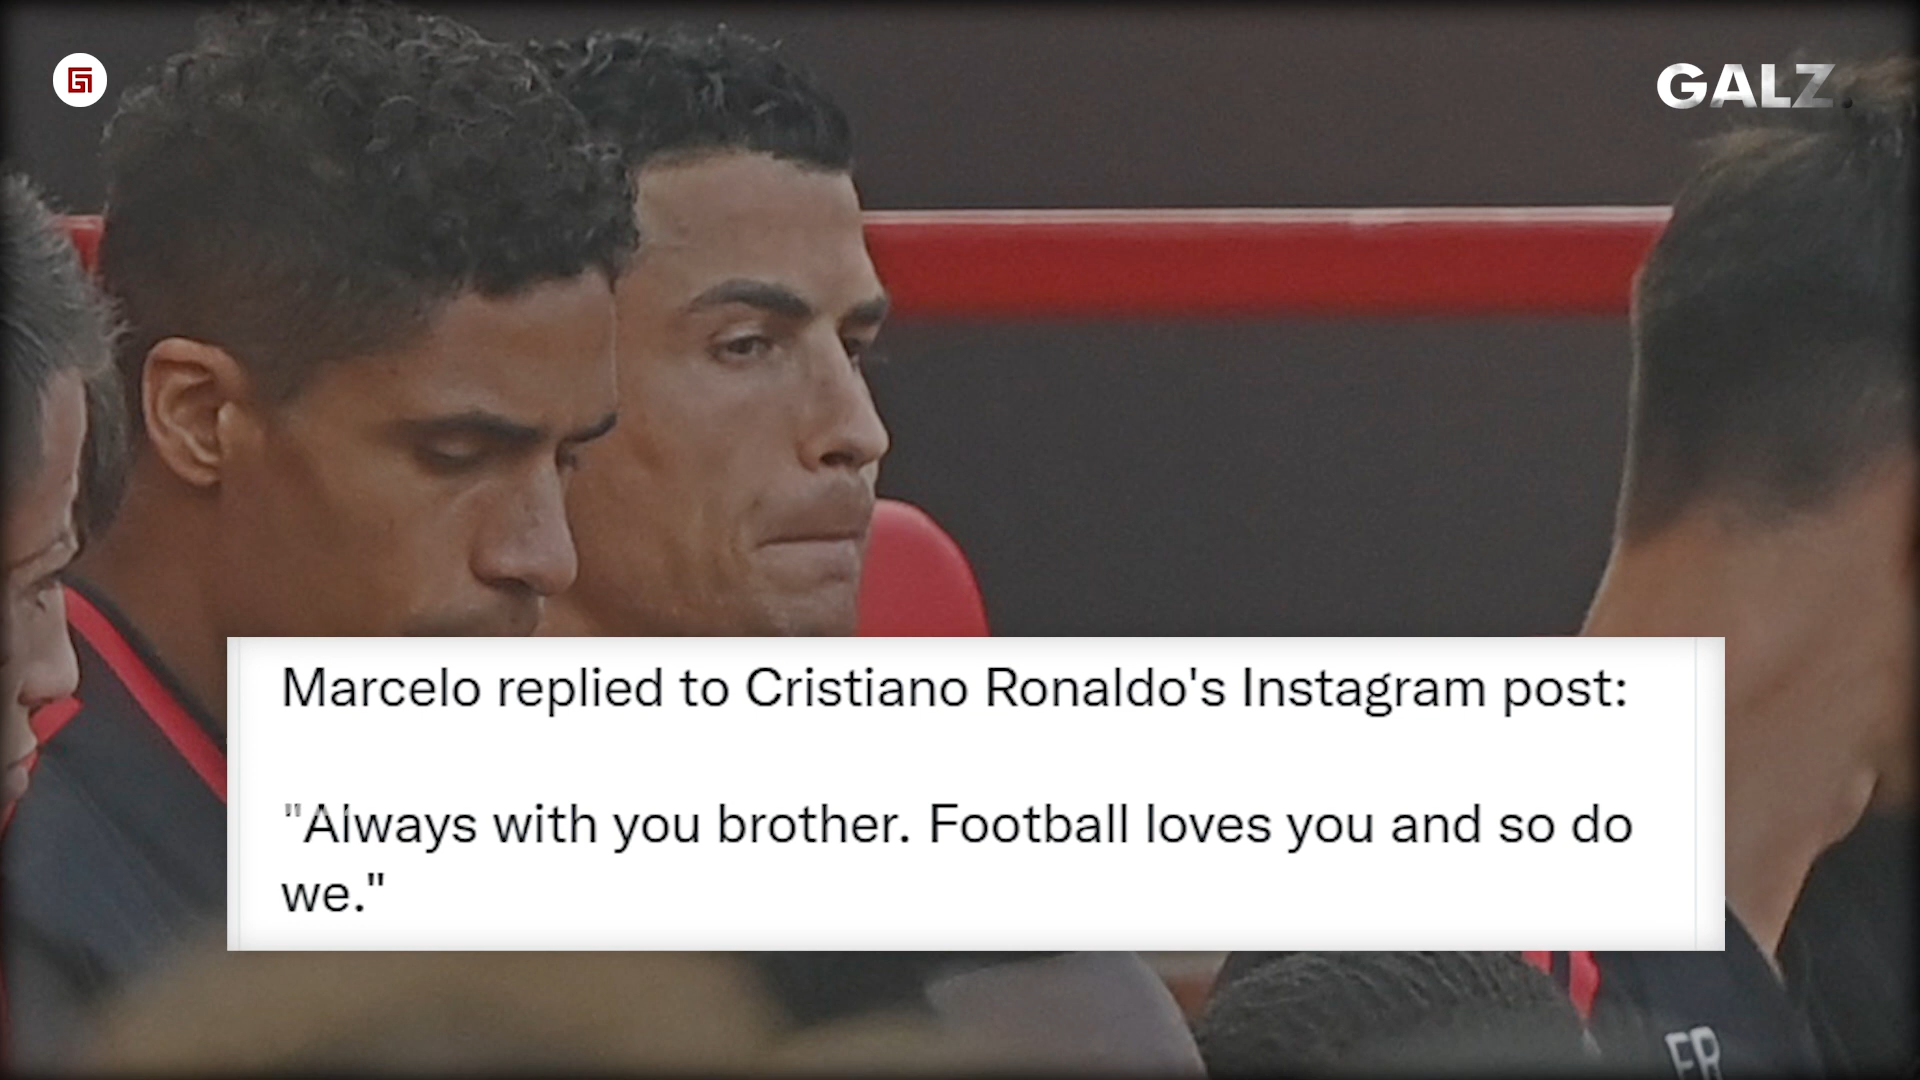 GALZ.
Marcelo replied to Cristiano Ronaldo's Instagram post:
"Always with you brother. Football loves you and so do
we."
FR